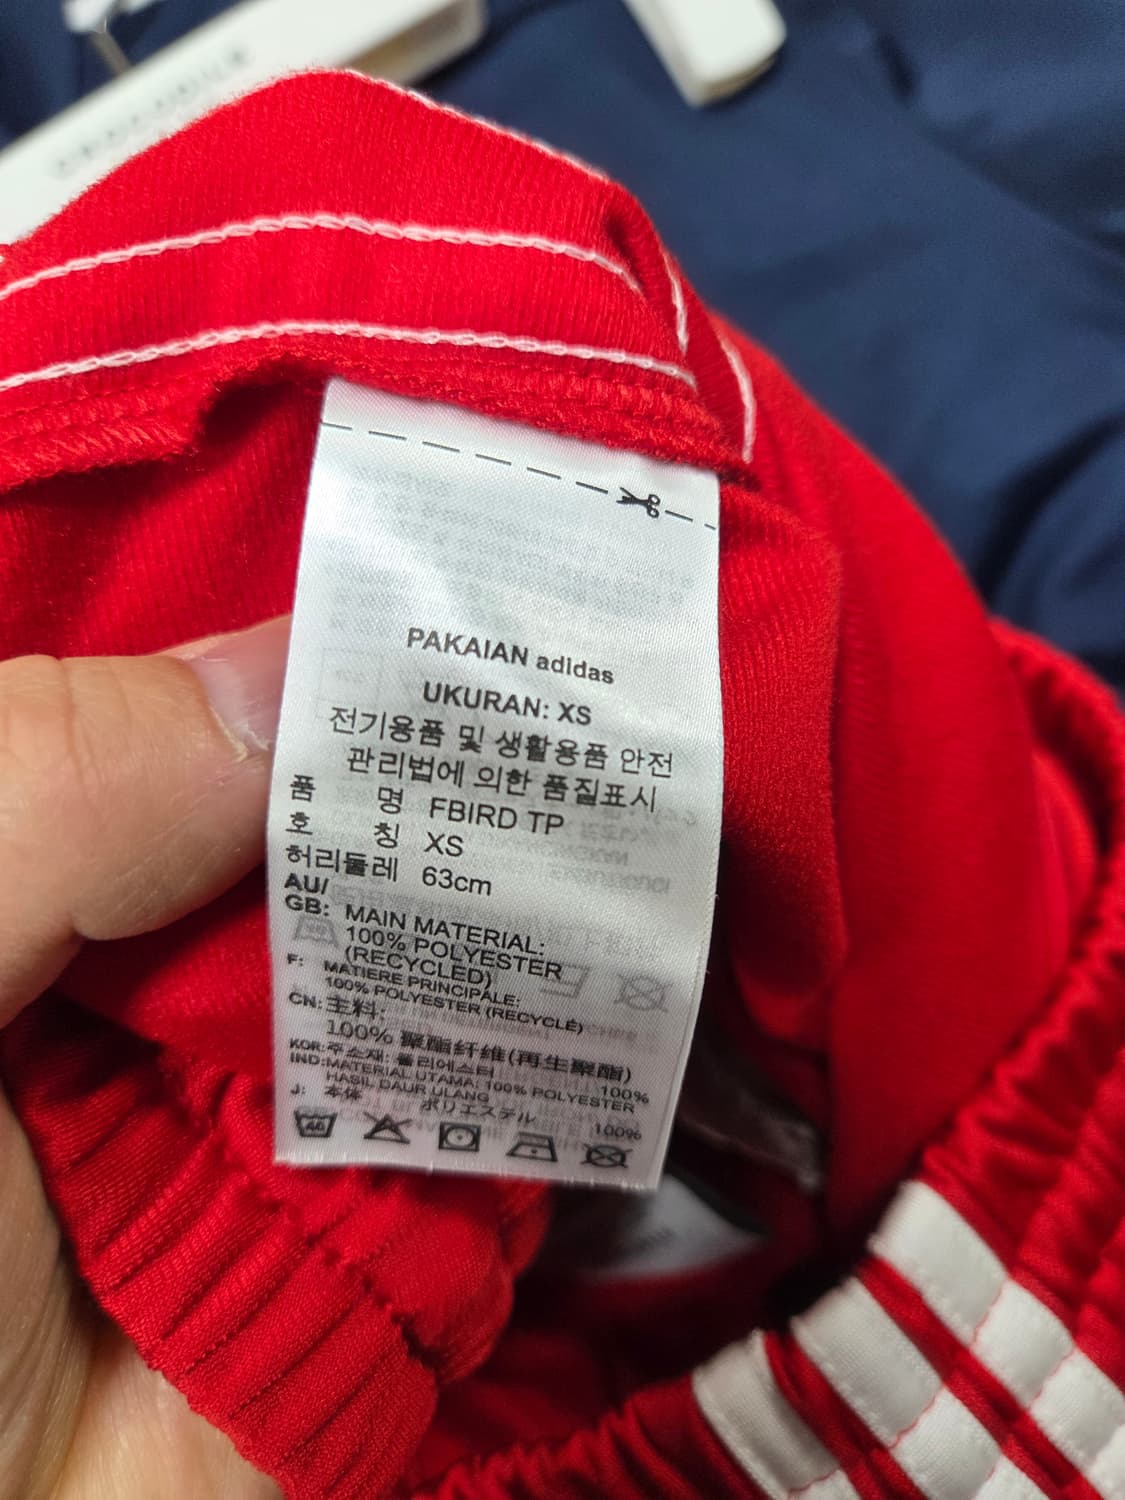 PAKAIAN adidas
UKURAN: XS
전기용품 및 생활용품 안전
관리법에 의한 품질표시
품 명 FBIRD TP
호 칭 XS
허리둘레 63cm
AU/
GB: MAIN MATERIAL:
100% POLYESTER
(RECYCLED)
F: MATIERE PRINCIPALE:
100% POLYESTER (RECYCLÉ)
CN: 主料:
100% 聚酯纤维(再生聚酯)
KOR: 주소재: 폴리에스터 100%
IND: MATERIAL UTAMA: 100% POLYESTER
HASIL DAUR ULANG
J: 本体 ポリエステル 100%
40